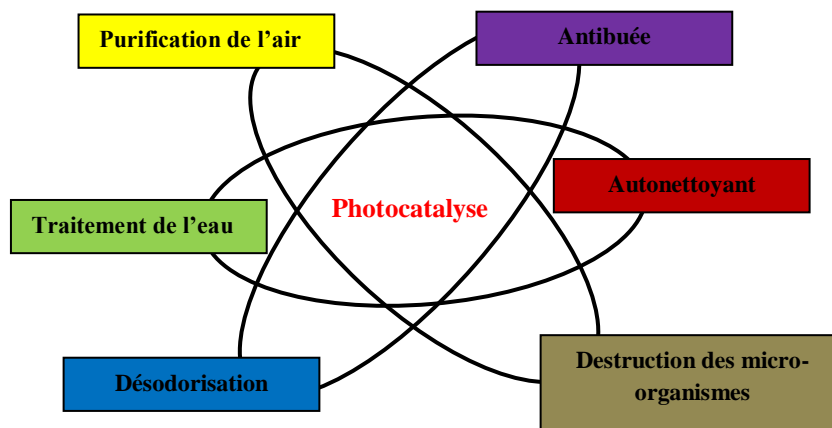 Purification de l’air
Antibuée
Autonettoyant
Photocatalyse
Traitement de l’eau
Désodorisation
Destruction des micro-
organismes